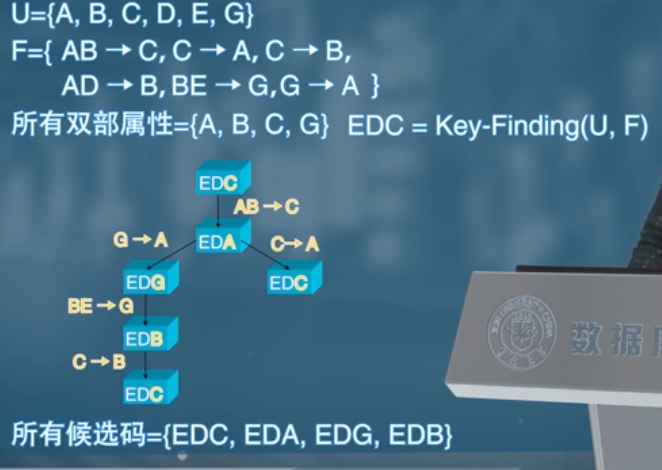 U={A, B, C, D, E, G}
F={ AB → C, C → A, C → B,
AD → B, BE → G, G → A }
所有双部属性={A, B, C, G} EDC = Key-Finding(U, F)
EDC
AB→C
EDA
G→A
C→A
EDG
EDC
BE→G
EDB
C→B
EDC
数据
所有候选码={EDC, EDA, EDG, EDB}